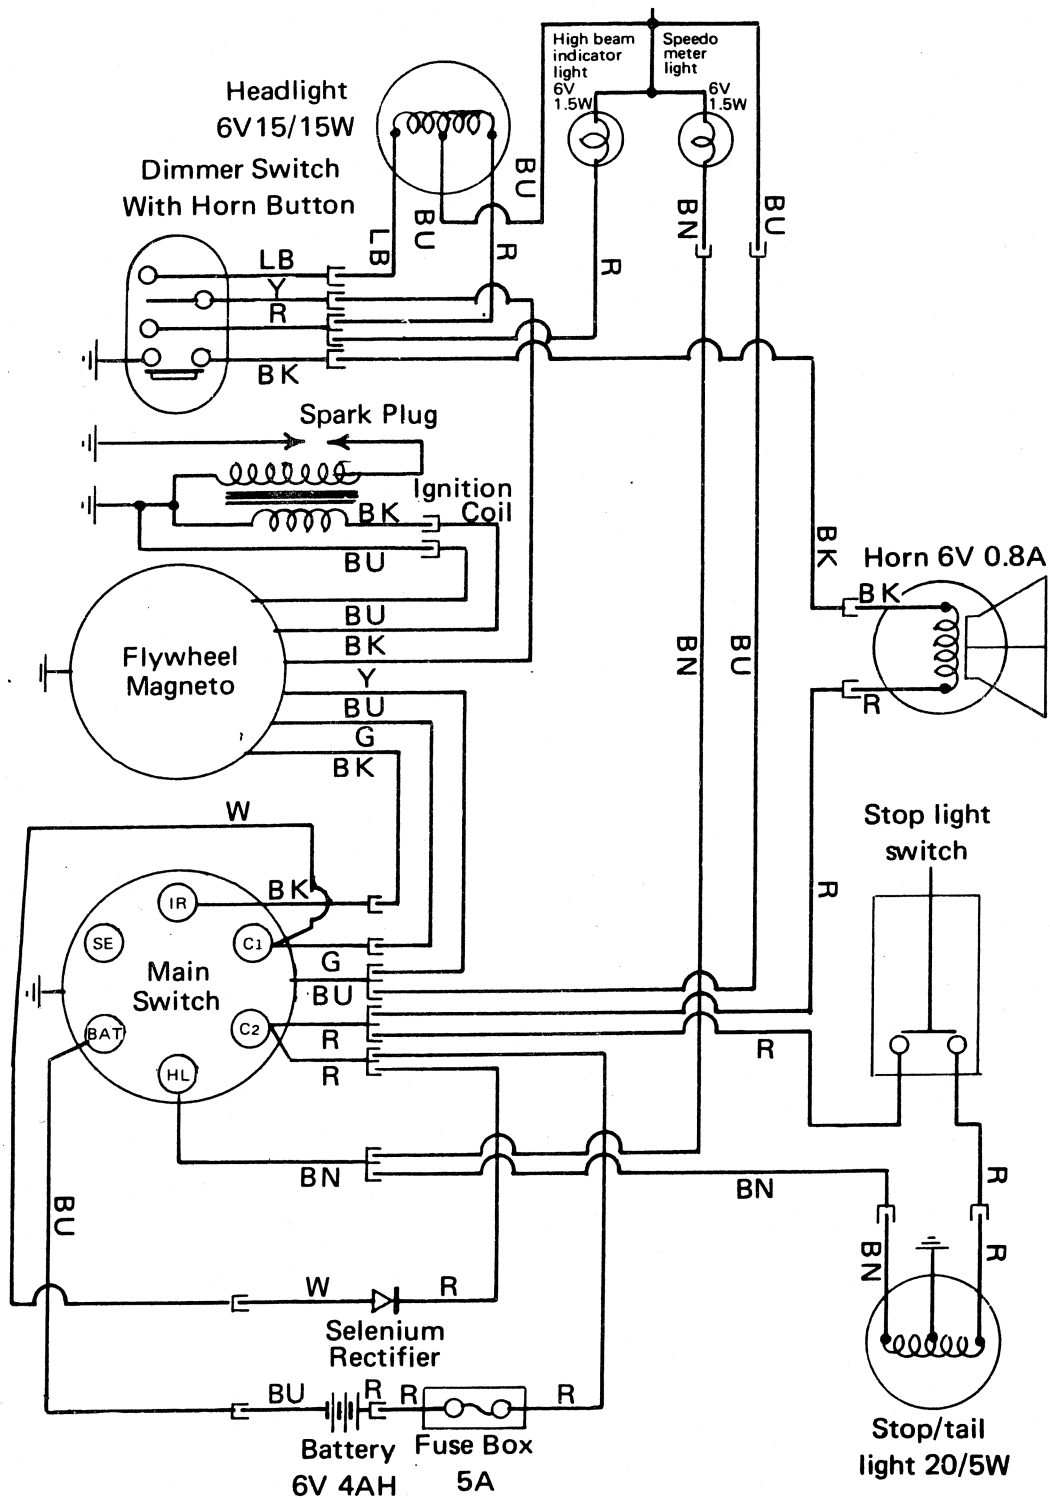 High beam
indicator
light
6V
1.5W
Speedo
meter
light
6V
1.5W
Headlight
6V15/15W
Dimmer Switch
With Horn Button
BU
BU
LB
R
R
BN
BU
LB
Y
R
BK
Spark Plug
Ignition
Coil
BK
BU
BU
BK
Y
BU
G
BK
Flywheel
Magneto
BN
BU
BK
Horn 6V 0.8A
BK
R
W
Stop light
switch
R
BK
IR
SE
C1
Main
Switch
G
BU
BAT
C2
R
R
R
HL
BN
BN
BU
R
BN
R
W
R
Selenium
Rectifier
BU
R
R
R
Battery
6V 4AH
Fuse Box
5A
Stop/tail
light 20/5W